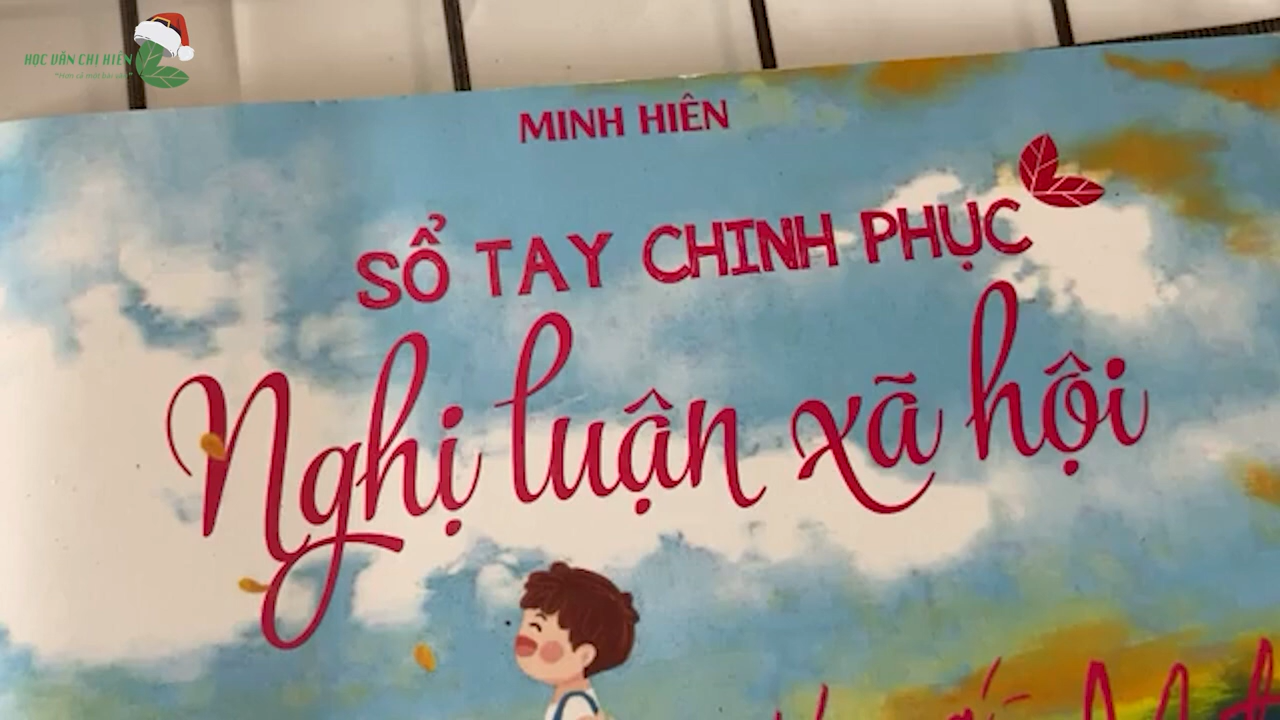 HỌC VĂN CHỊ HIÊN
MINH HIÊN
SỔ TAY CHINH PHỤC
Nghị luận xã hội